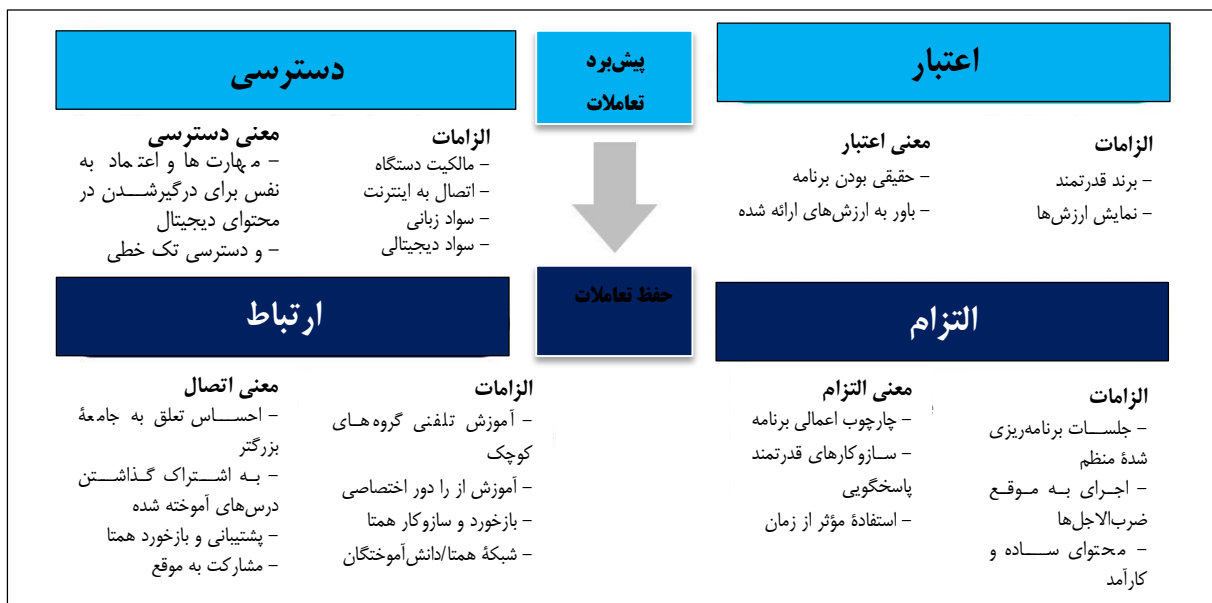 اعتبار
الزامات
– برند قدرتمند
– نمایش ارزش‌ها
معنی اعتبار
– حقیقی بودن برنامه
– باور به ارزش‌های ارائه شده
پیش‌برد
تعاملات
دسترسی
الزامات
– مالکیت دستگاه
– اتصال به اینترنت
– سواد زبانی
– سواد دیجیتالی
معنی دسترسی
– مهارت ها و اعتماد به
نفس برای درگیرشدن در
محتوای دیجیتال
– و دسترسی تک خطی
حفظ تعاملات
التزام
الزامات
– جلسات برنامه‌ریزی
شدهٔ منظم
– اجرای به موقع
ضرب‌الاجل‌ها
– محتوای ساده و
کارآمد
معنی التزام
– چارچوب اعمالی برنامه
– سازوکارهای قدرتمند
پاسخگویی
– استفادهٔ مؤثر از زمان
ارتباط
الزامات
– آموزش تلفنی گروه‌های
کوچک
– آموزش از را دور اختصاصی
– بازخورد و سازوکار همتا
– شبکهٔ همتا/دانش‌آموختگان
معنی اتصال
– احساس تعلق به جامعهٔ
بزرگتر
– به اشتراک گذاشتن
درس‌های آموخته شده
– پشتیبانی و بازخورد همتا
– مشارکت به موقع